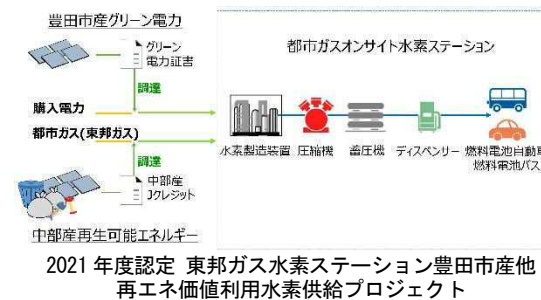 豊田市産グリーン電力
グリーン
電力証書
調達
購入電力
都市ガス(東邦ガス)
調達
中部産
Jクレジット
中部産再生可能エネルギー
都市ガスオンサイト水素ステーション
水素製造装置
圧縮機
蓄圧機
ディスペンサー
燃料電池自動車
燃料電池バス
2021年度認定 東邦ガス水素ステーション豊田市産他
再エネ価値利用水素供給プロジェクト